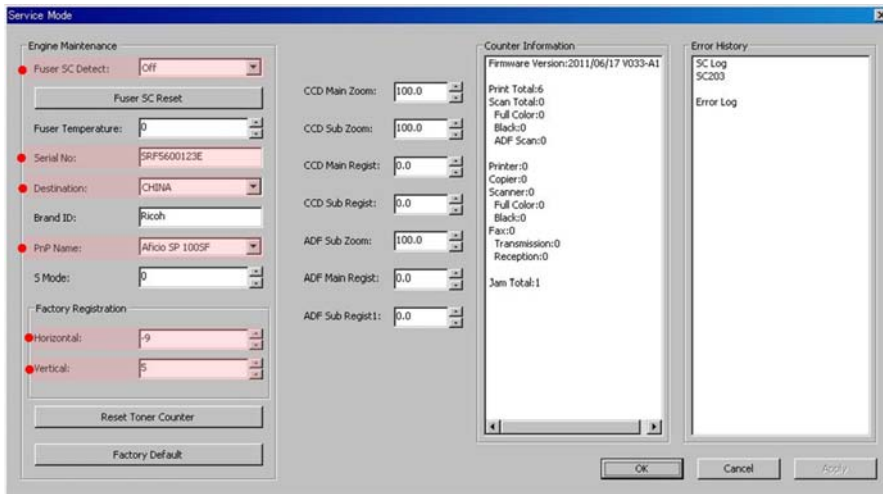 Service Mode
Engine Maintenance
Fuser SC Detect: Off
Fuser SC Reset
Fuser Temperature: 0
Serial No: SRF5600123E
Destination: CHINA
Brand ID: Ricoh
PnP Name: Aficio SP 100SF
S Mode: 0
Factory Registration
Horizontal: -9
Vertical: 5
Reset Toner Counter
Factory Default
CCD Main Zoom: 100.0
CCD Sub Zoom: 100.0
CCD Main Regist: 0.0
CCD Sub Regist: 0.0
ADF Sub Zoom: 100.0
ADF Main Regist: 0.0
ADF Sub Regist1: 0.0
Counter Information
Firmware Version:2011/06/17 V033-A1
Print Total:6
Scan Total:0
Full Color:0
Black:0
ADF Scan:0
Printer:0
Copier:0
Scanner:0
Full Color:0
Black:0
Fax:0
Transmission:0
Reception:0
Jam Total:1
Error History
SC Log
SC203
Error Log
OK
Cancel
Apply